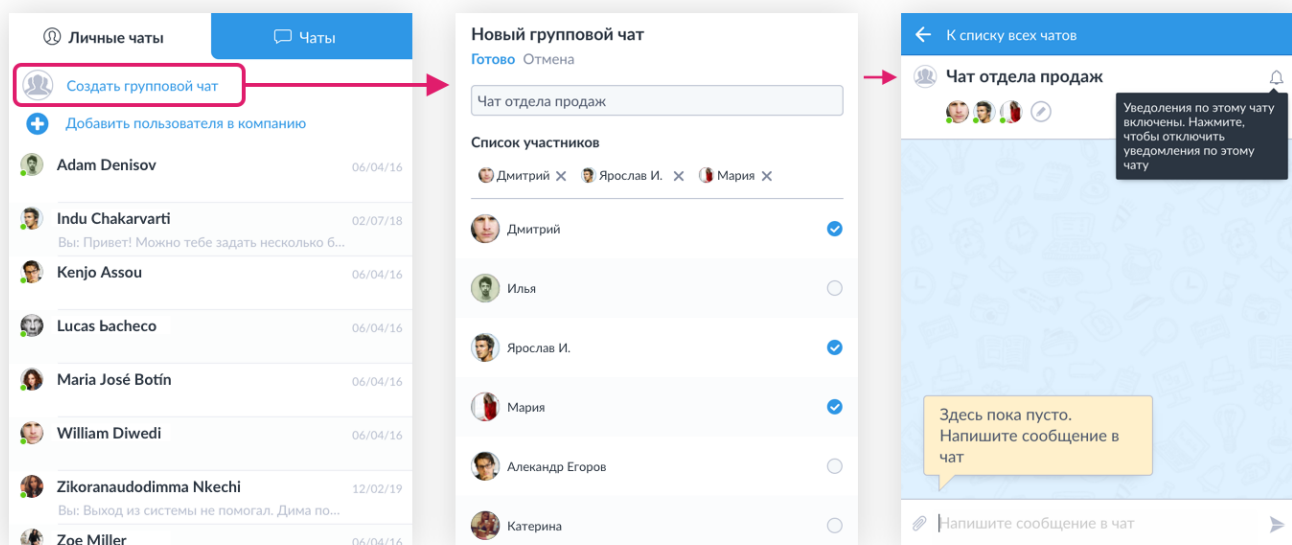 Личные чаты
Чаты
Создать групповой чат
Добавить пользователя в компанию
Adam Denisov
06/04/16
Indu Chakarvarti
02/07/18
Вы: Привет! Можно тебе задать несколько б...
Kenjo Assou
06/04/16
Lucas Ьacheco
06/04/16
Maria José Botín
06/04/16
William Diwedi
06/04/16
Zikoranaudodimma Nkechi
12/02/19
Вы: Выход из системы не помогал. Дима по...
Zoe Miller
06/04/16
Новый групповой чат
Готово Отмена
Чат отдела продаж
Список участников
Дмитрий Ярослав И. Мария
Дмитрий
Илья
Ярослав И.
Мария
Алекандр Егоров
Катерина
К списку всех чатов
Чат отдела продаж
Уведоления по этому чату
включены. Нажмите,
чтобы отключить
уведомления по этому
чату
Здесь пока пусто.
Напишите сообщение в
чат
Напишите сообщение в чат